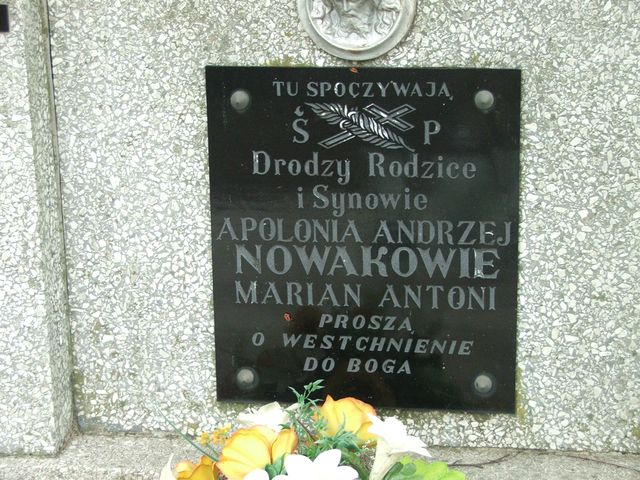 TU SPOCZYWAJĄ
Ś P
Drodzy Rodzice
i Synowie
APOLONIA ANDRZEJ
NOWAKOWIE
MARIAN ANTONI
PROSZĄ
O WESTCHNIENIE
DO BOGA